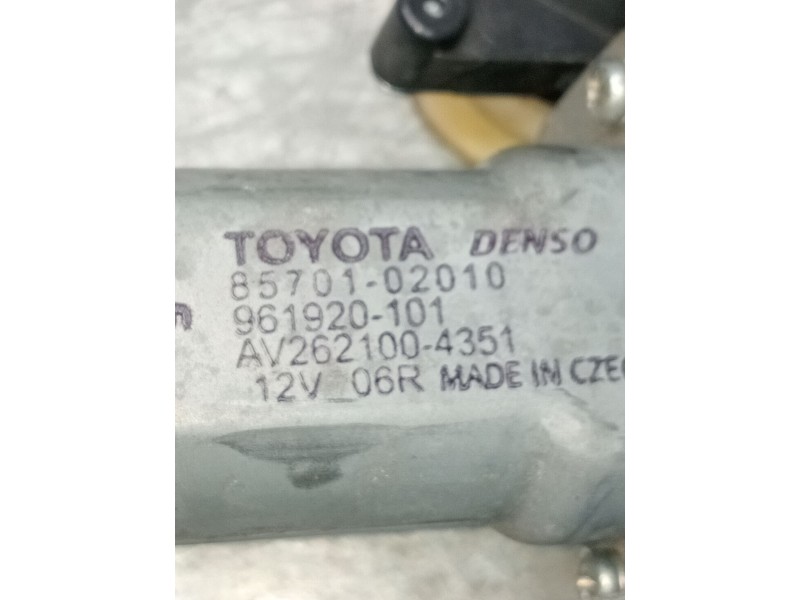 TOYOTA DENSO
85701-02010
961920-101
AV262100-4351
12V 06R MADE IN CZE